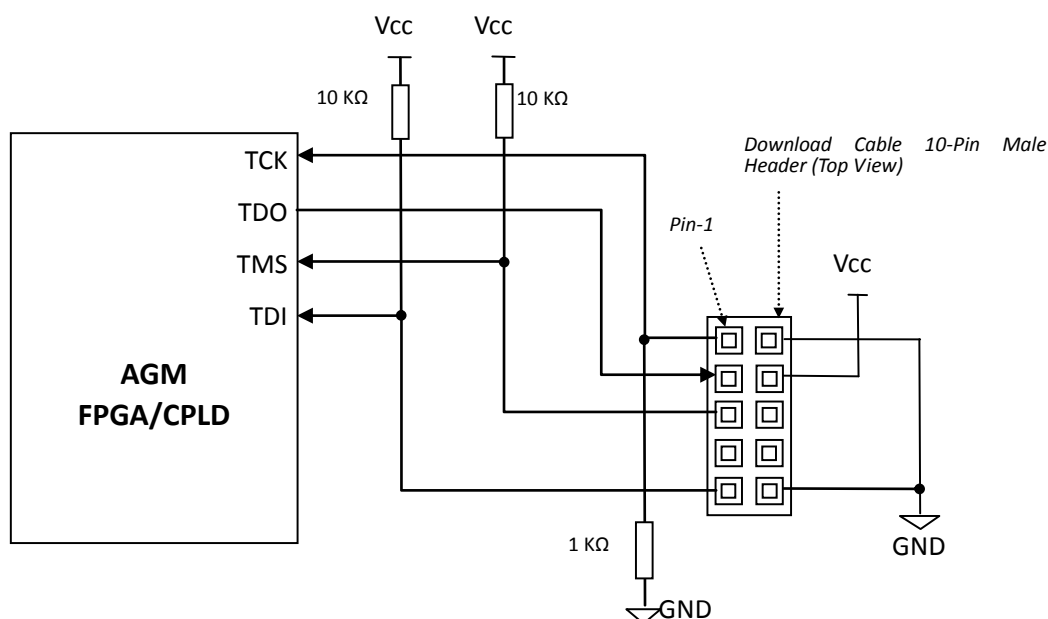 Vcc
Vcc
10 KΩ
10 KΩ
TCK
TDO
TMS
TDI
AGM
FPGA/CPLD
Download Cable 10-Pin Male
Header (Top View)
Pin-1
Vcc
1 KΩ
GND
GND